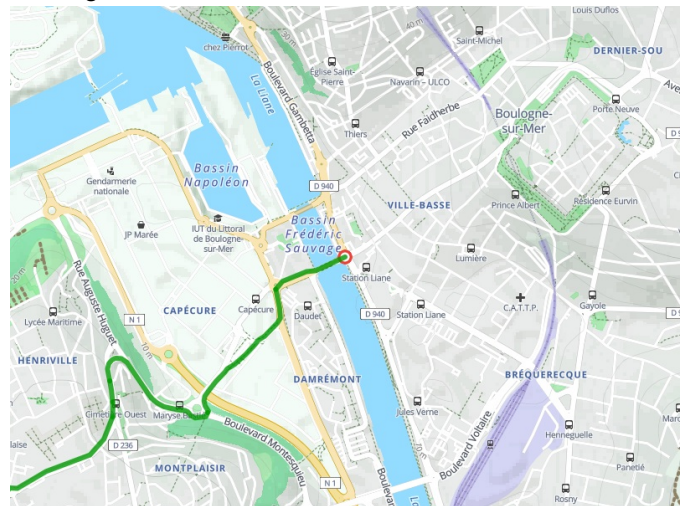 Louis Duflos
Saint-Michel
chez Pierrot
DERNIER-SOU
Église Saint-
Pierre
Navarin – ULCO
La Liane
Boulevard Gambetta
Porte Neuve
Thiers
Rue Faidherbe
Boulogne-
sur-Mer
Bassin
Napoléon
Gendarmerie
nationale
D 940
Prince Albert
Résidence Eurvin
VILLE-BASSE
IUT du Littoral
de Boulogne-
sur-Mer
JP Marée
Bassin
Frédéric
Sauvage
Lumière
Station Liane
20 m
Rue Auguste Huguet
C.A.T.T.P.
Gayole
Capécure
CAPÉCURE
Daudet
D 940
Station Liane
Lycée Maritime
N 1
10 m
HENRIVILLE
DAMRÉMONT
BRÉQUERECQUE
Cimetière Ouest
Jules Verne
Boulevard Montesquieu
Boulevard Voltaire
10 m
Henneguelle
D 236
MONTPLAISIR
Panetié
N 1
Rosny